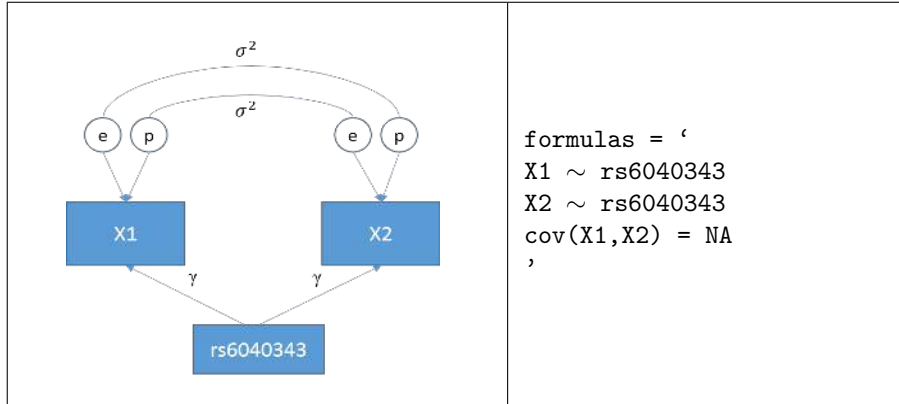 σ²
σ²
e p e p
X1 X2
γ γ
rs6040343
formulas = ‘
X1 ∼ rs6040343
X2 ∼ rs6040343
cov(X1,X2) = NA
’